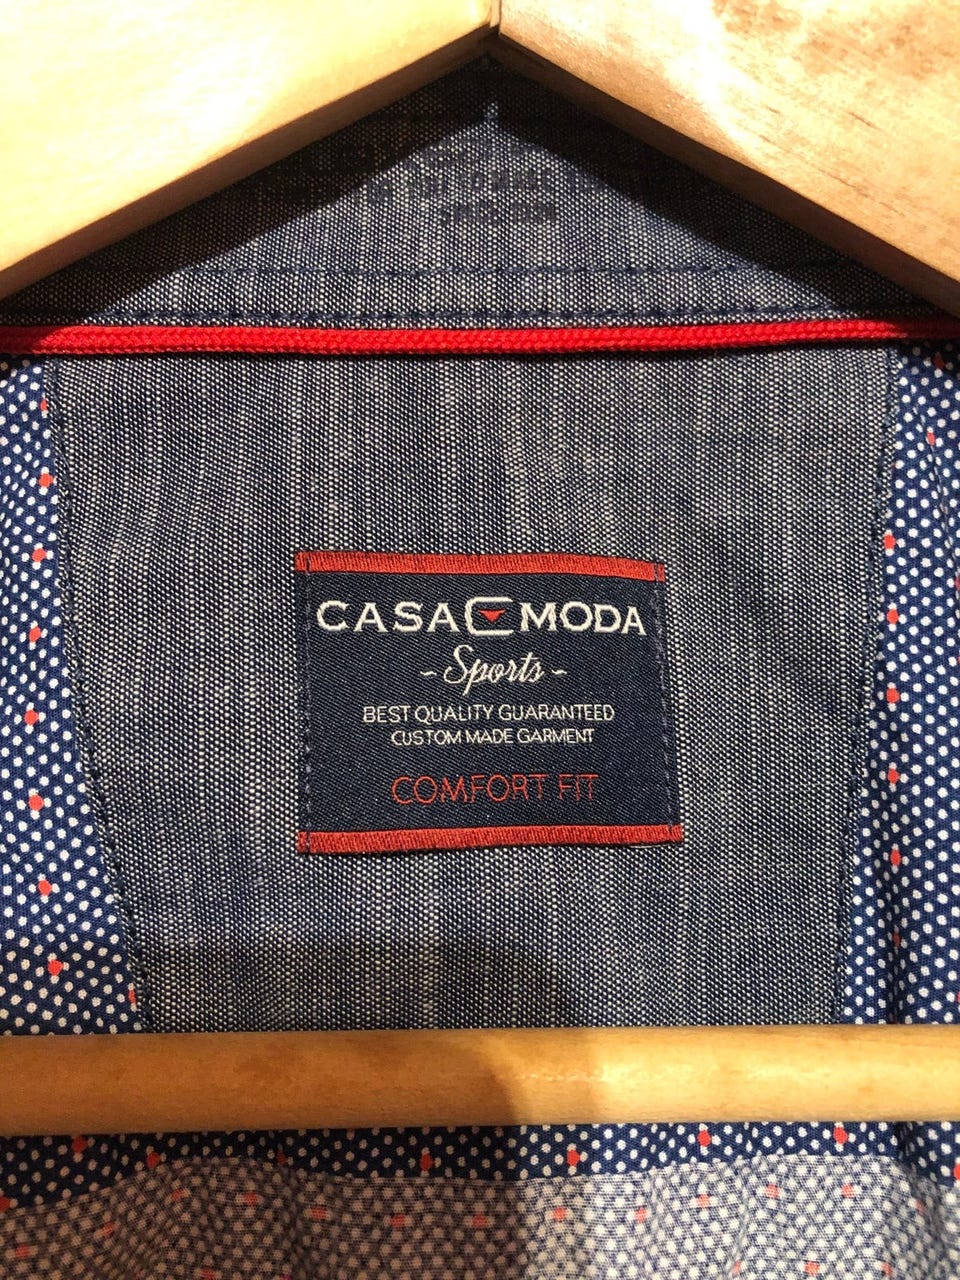 CASA MODA
- Sports -
BEST QUALITY GUARANTEED
CUSTOM MADE GARMENT
COMFORT FIT